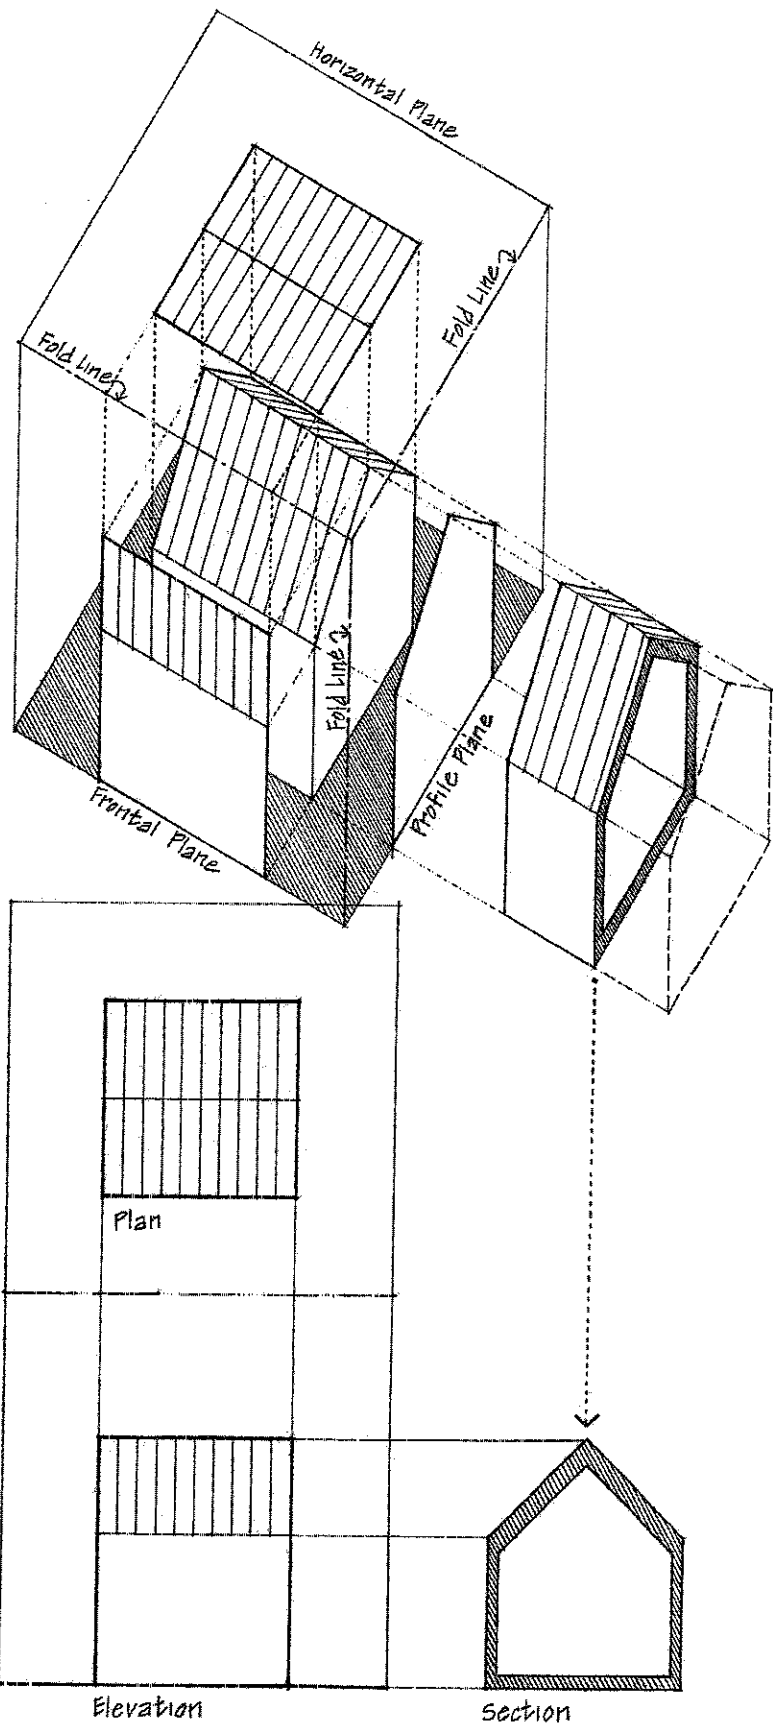 Horizontal Plane
Fold Line
Fold Line
Fold Line
Profile Plane
Frontal Plane
Plan
Elevation
Section